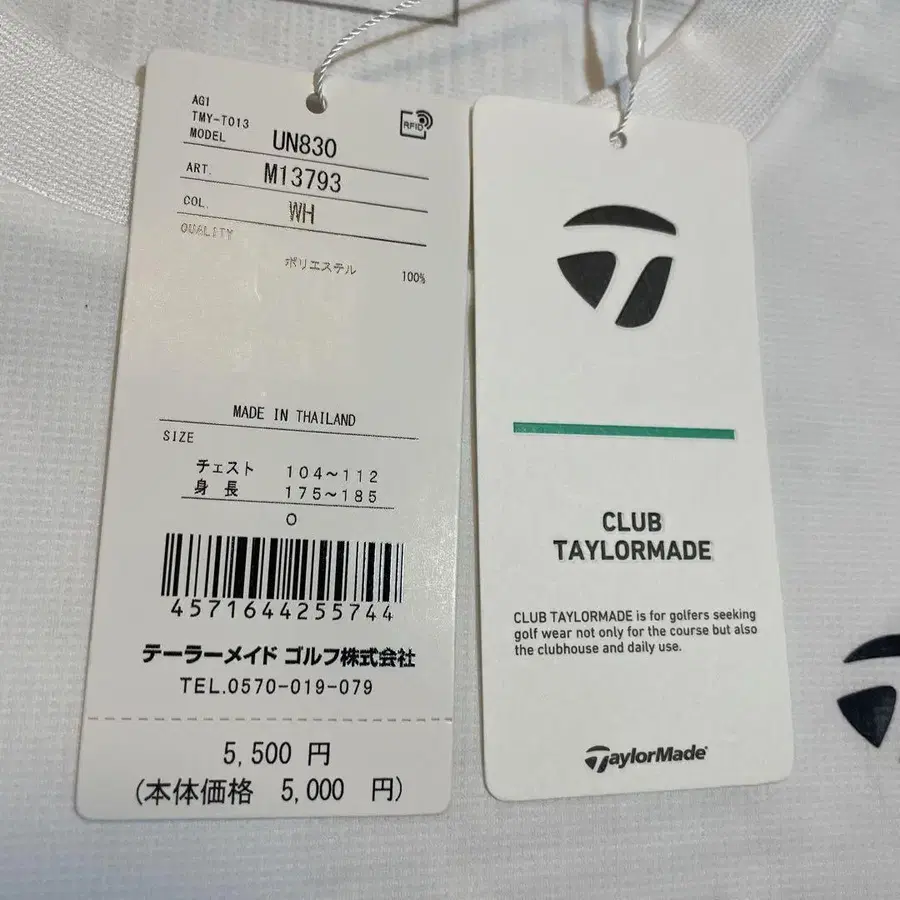 AG1
TMY-T013
MODEL UN830
RFID
ART. M13793
COL. WH
QUALITY
ポリエステル 100%
MADE IN THAILAND
SIZE
チェスト 104~112
身長 175~185
O
4571644255744
テーラーメイド ゴルフ株式会社
TEL.0570-019-079
5,500 円
(本体価格 5,000 円)
CLUB
TAYLORMADE
CLUB TAYLORMADE is for golfers seeking
golf wear not only for the course but also
the clubhouse and daily use.
TaylorMade